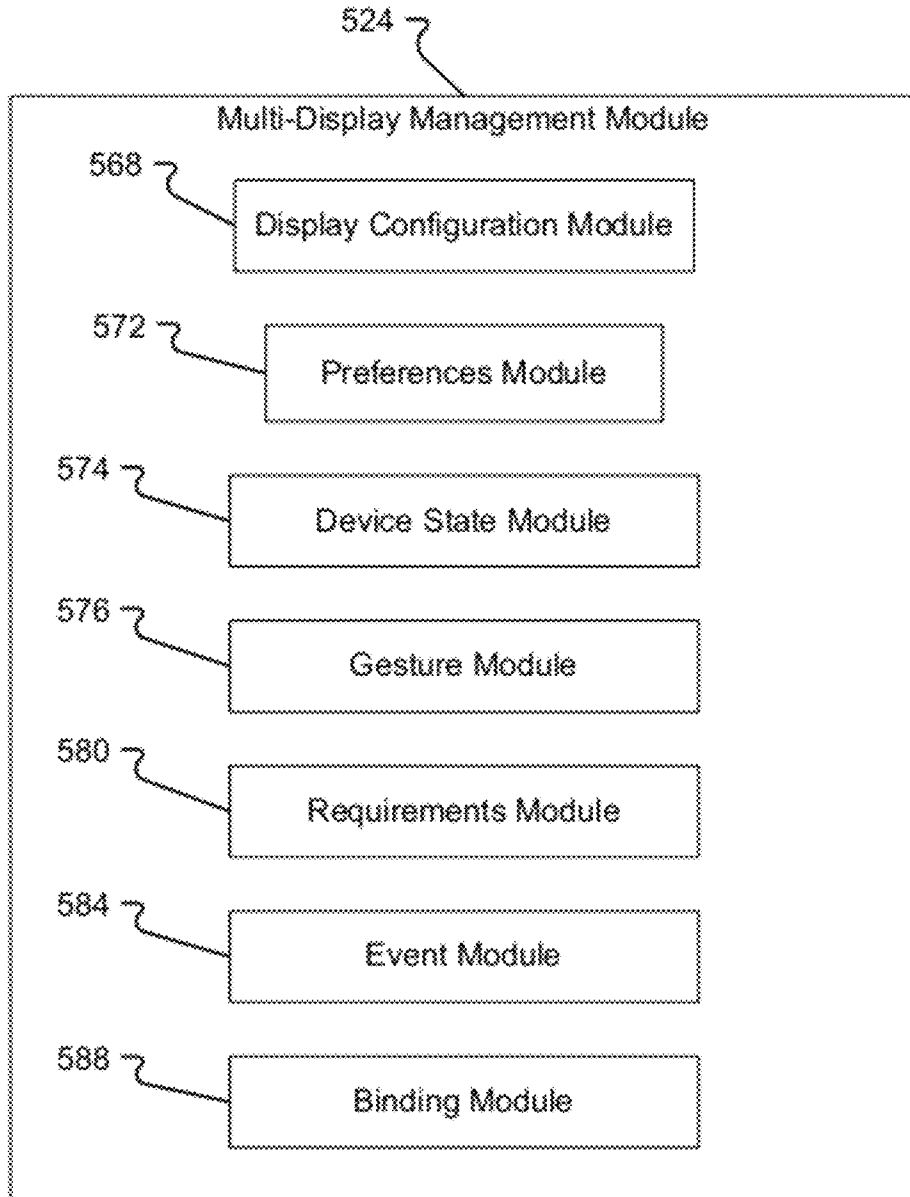 524
Multi-Display Management Module
568
Display Configuration Module
572
Preferences Module
574
Device State Module
576
Gesture Module
580
Requirements Module
584
Event Module
588
Binding Module